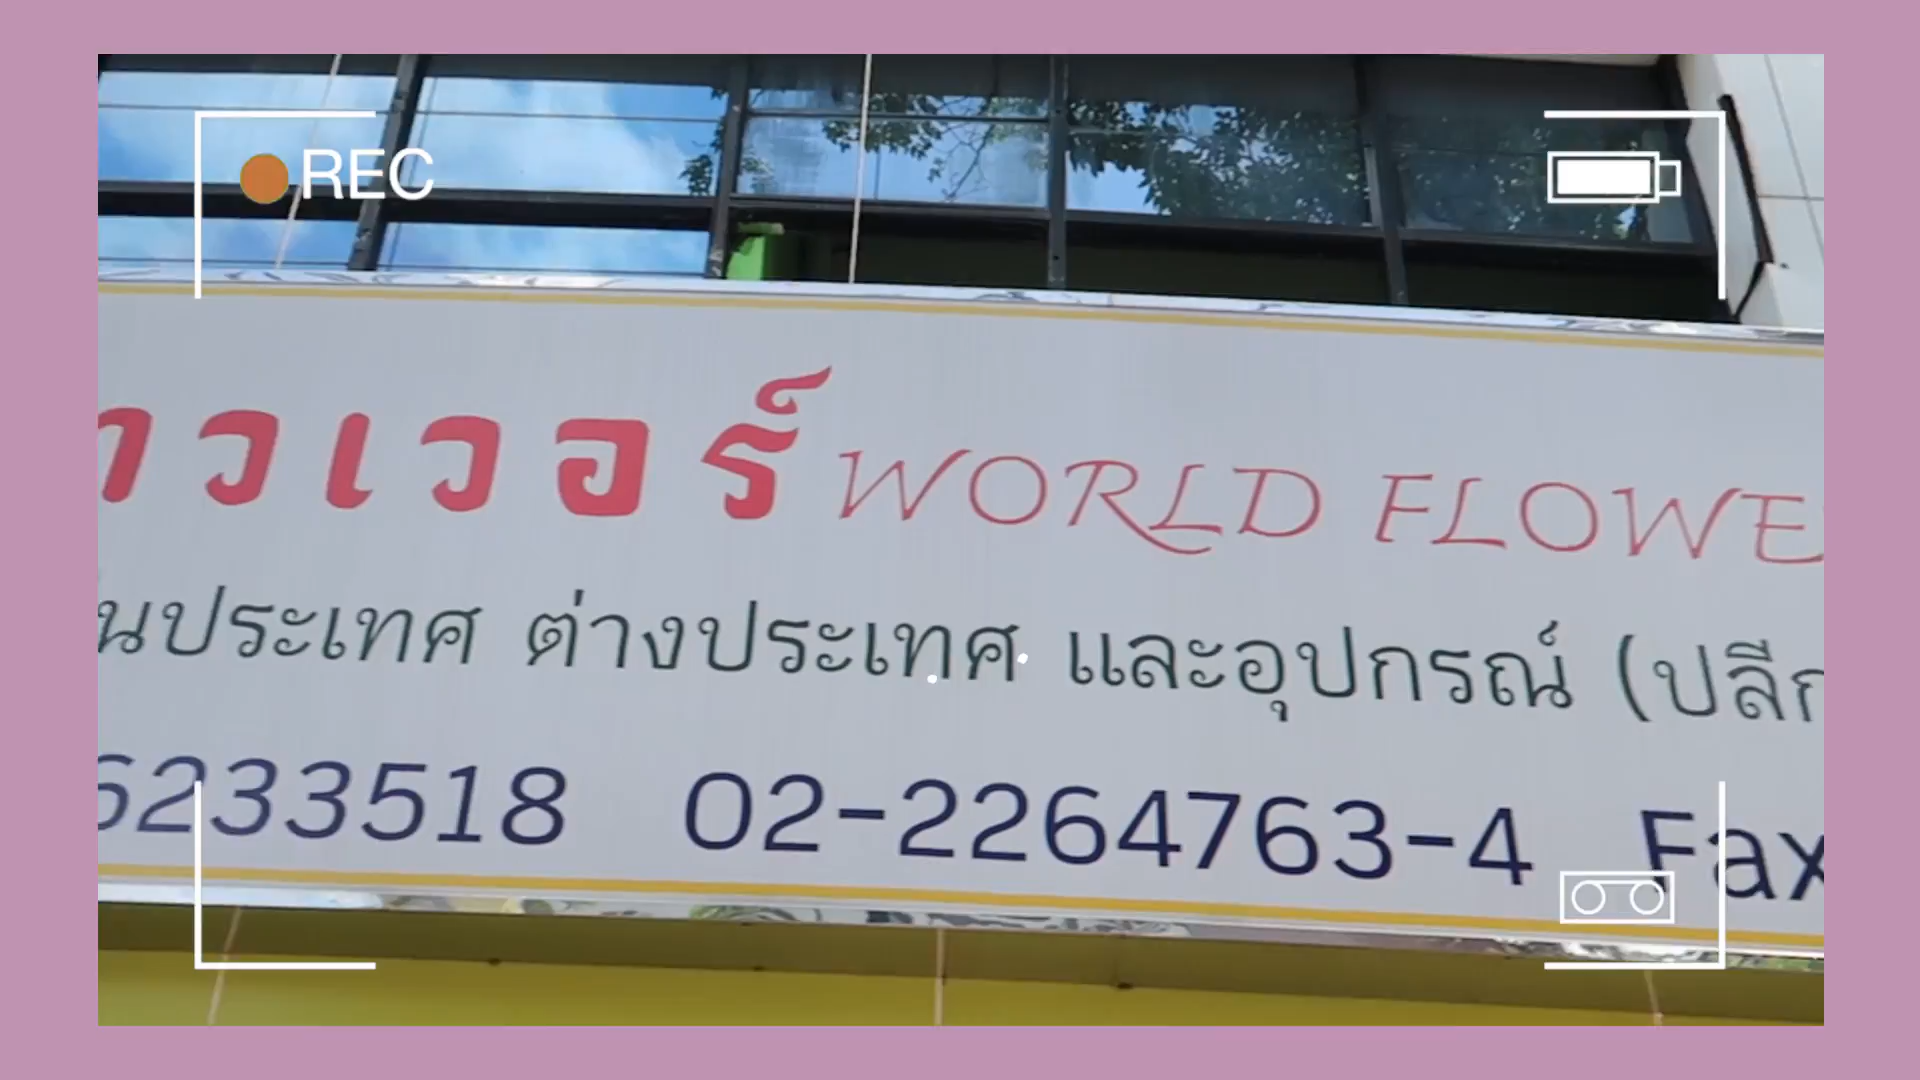 REC
วเวอร์ WORLD FLOWE
ประเทศ ต่างประเทศ และอุปกรณ์ (ปลีก
6233518 02-2264763-4 Fax